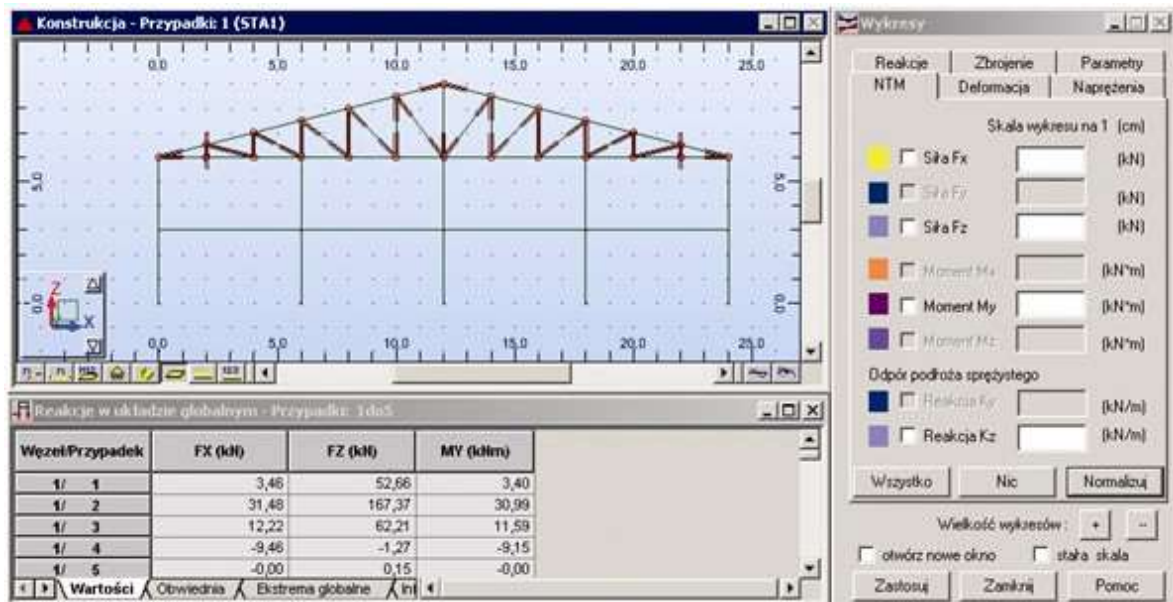 Konstrukcja - Przypadki: 1 (STA1)
0,0 10,0 15,0 20,0 25,0
5,0 5,0
0,0 0,0
Z
X
0,0 10,0 15,0 20,0 25,0
Reakcje w układzie globalnym - Przypadki: 1do5
Węzeł/Przypadek FX (kN) FZ (kN) MY (kNm)
1/ 1 3,46 52,66 3,40
1/ 2 31,48 167,37 30,99
1/ 3 12,22 62,21 11,59
1/ 4 -9,46 -1,27 -9,15
1/ 5 -0,00 0,15 -0,00
Wartości Obwiednia Ekstrema globalne
Wykresy
Reakcje Zbrojenie Parametry
NTM Deformacja Naprężenia
Skala wykresu na 1 (cm)
Siła Fx (kN)
Siła Fy (kN)
Siła Fz (kN)
Moment Mx (kN*m)
Moment My (kN*m)
Moment Mz (kN*m)
Odpór podłoża sprężystego
Reakcja Ky (kN/m)
Reakcja Kz (kN/m)
Wszystko Nic Normalizuj
Wielkość wykresów : + --
otwórz nowe okno stała skala
Zastosuj Zamknij Pomoc